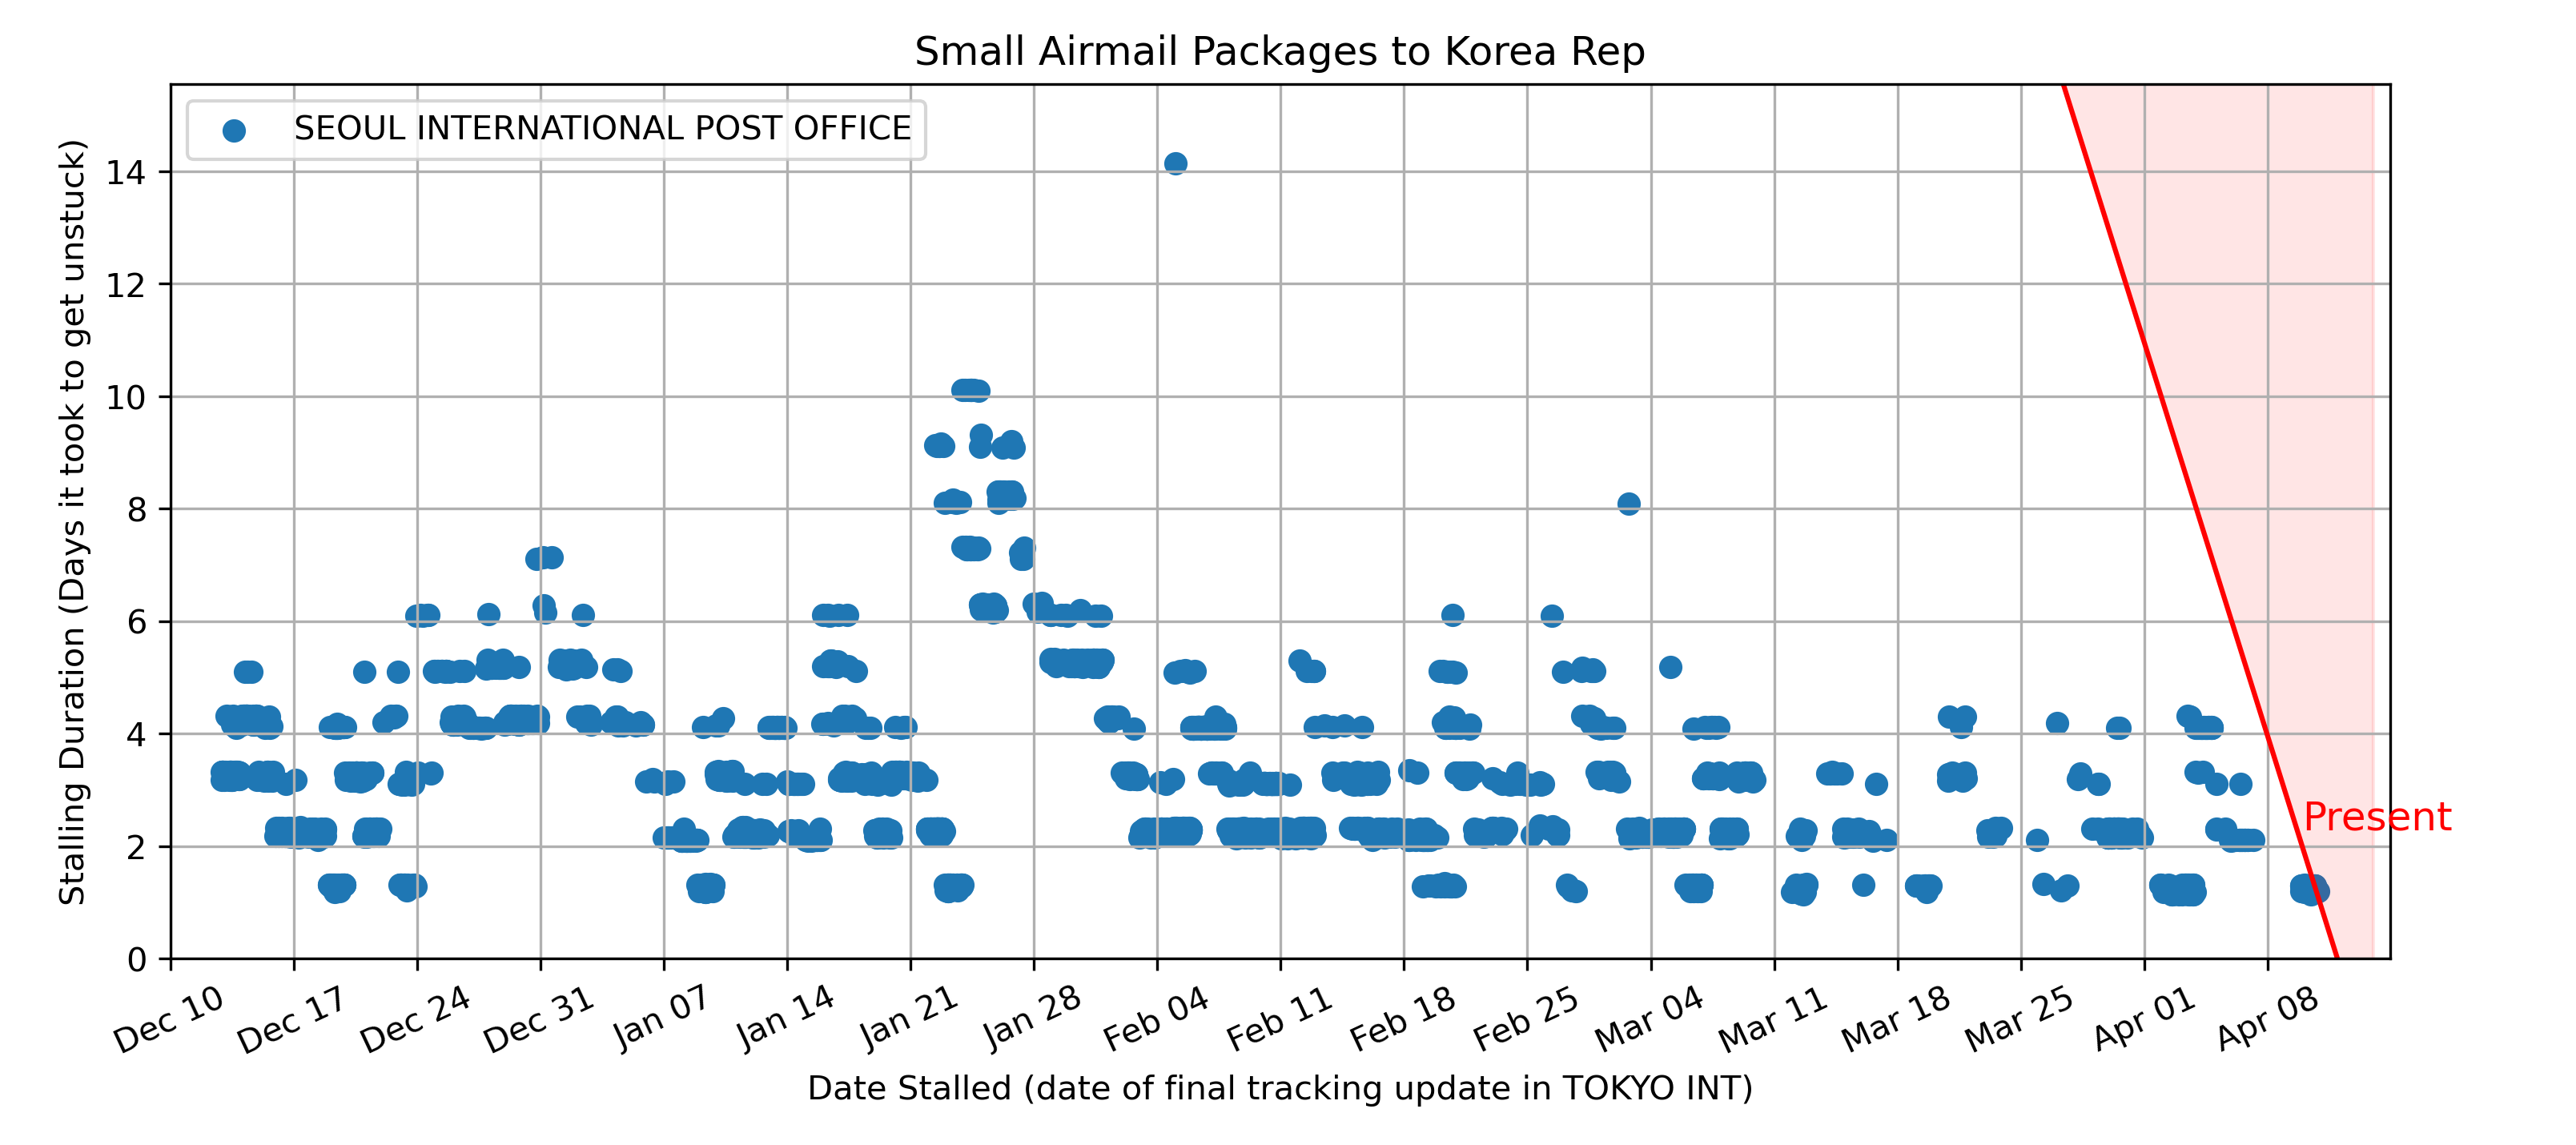 Small Airmail Packages to Korea Rep
SEOUL INTERNATIONAL POST OFFICE
Stalling Duration (Days it took to get unstuck)
14
12
10
8
6
4
2
0
Present
Dec 10
Dec 17
Dec 24
Dec 31
Jan 07
Jan 14
Jan 21
Jan 28
Feb 04
Feb 11
Feb 18
Feb 25
Mar 04
Mar 11
Mar 18
Mar 25
Apr 01
Apr 08
Date Stalled (date of final tracking update in TOKYO INT)